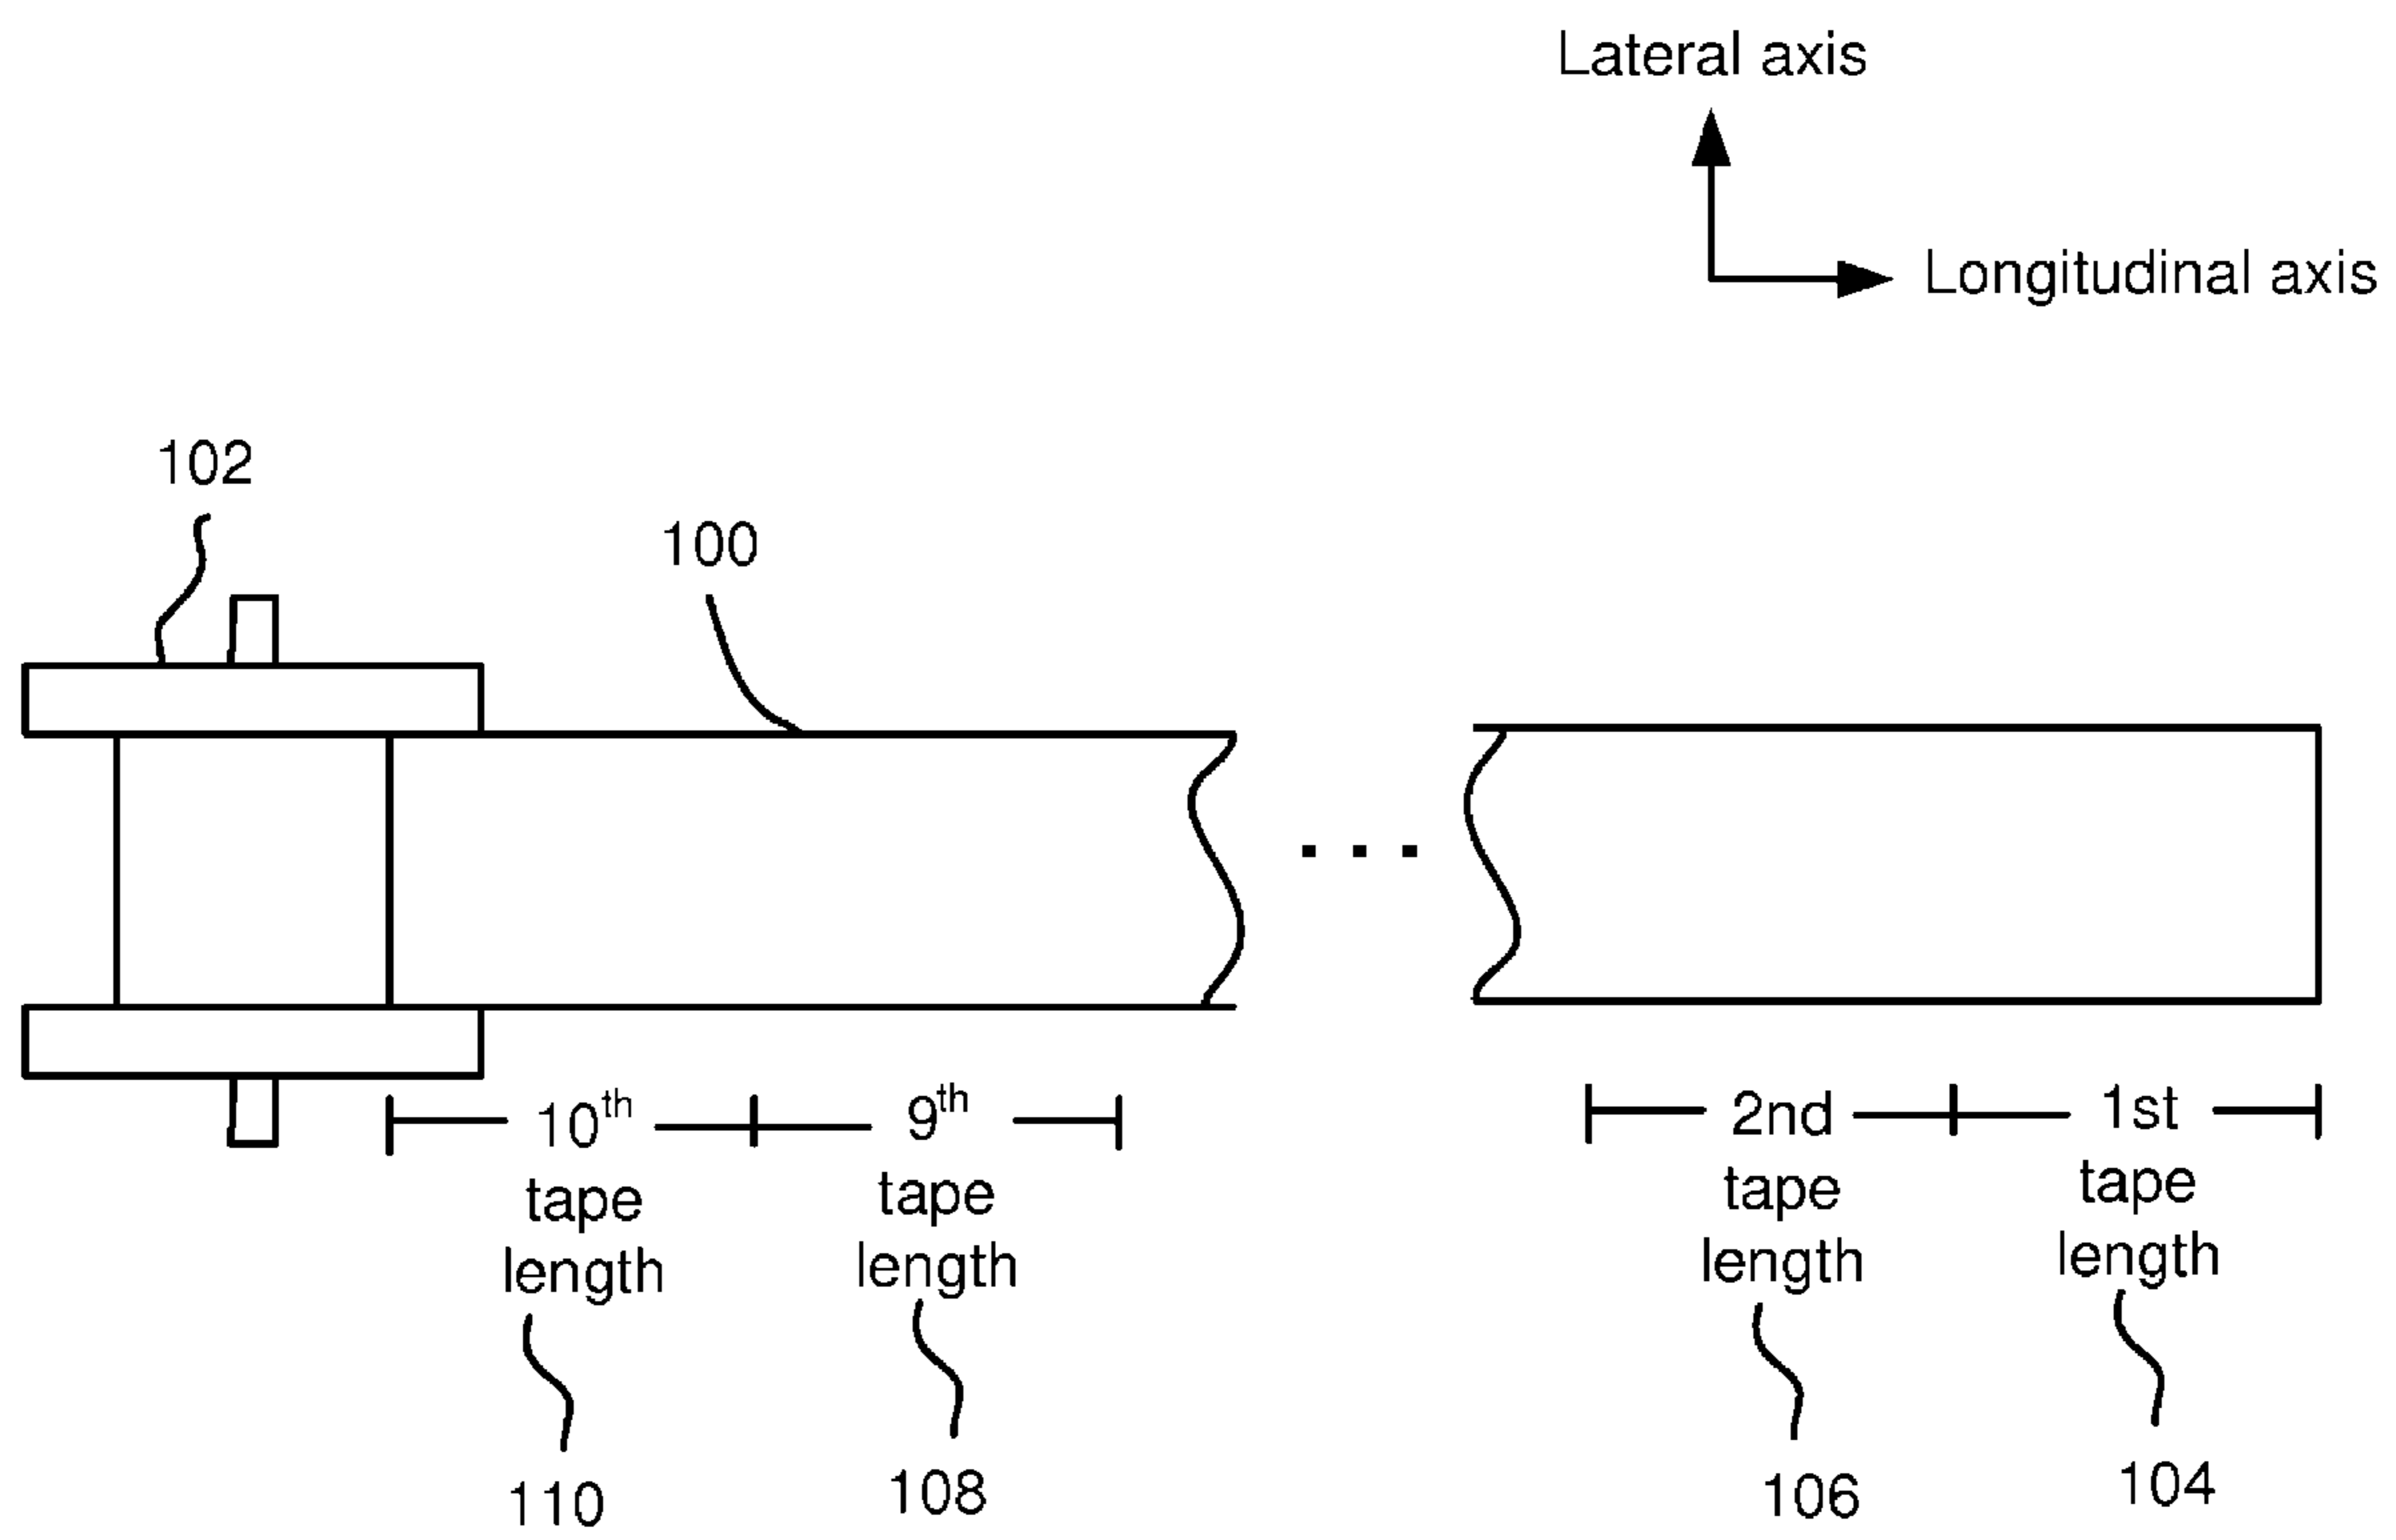 Lateral axis
Longitudinal axis
102
100
10th
tape
length
110
9th
tape
length
108
2nd
tape
length
106
1st
tape
length
104